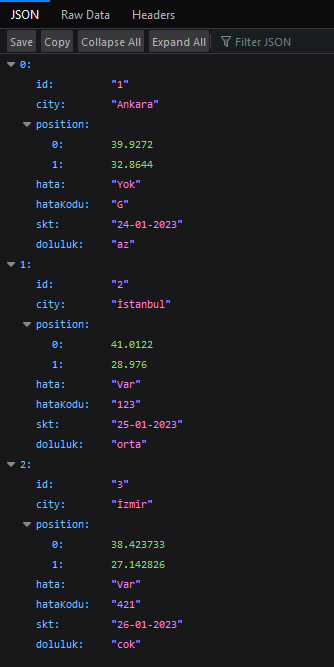 JSON Raw Data Headers
Save Copy Collapse All Expand All Filter JSON
0:
id: "1"
city: "Ankara"
position:
0: 39.9272
1: 32.8644
hata: "Yok"
hataKodu: "G"
skt: "24-01-2023"
doluluk: "az"
1:
id: "2"
city: "İstanbul"
position:
0: 41.0122
1: 28.976
hata: "Var"
hataKodu: "123"
skt: "25-01-2023"
doluluk: "orta"
2:
id: "3"
city: "İzmir"
position:
0: 38.423733
1: 27.142826
hata: "Var"
hataKodu: "421"
skt: "26-01-2023"
doluluk: "cok"